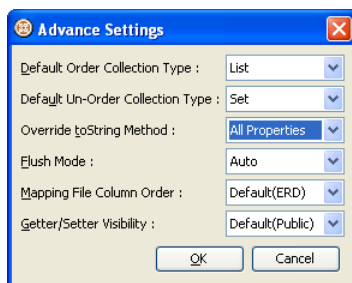 Advance Settings
Default Order Collection Type : List
Default Un-Order Collection Type : Set
Override toString Method : All Properties
Flush Mode : Auto
Mapping File Column Order : Default(ERD)
Getter/Setter Visibility : Default(Public)
OK Cancel